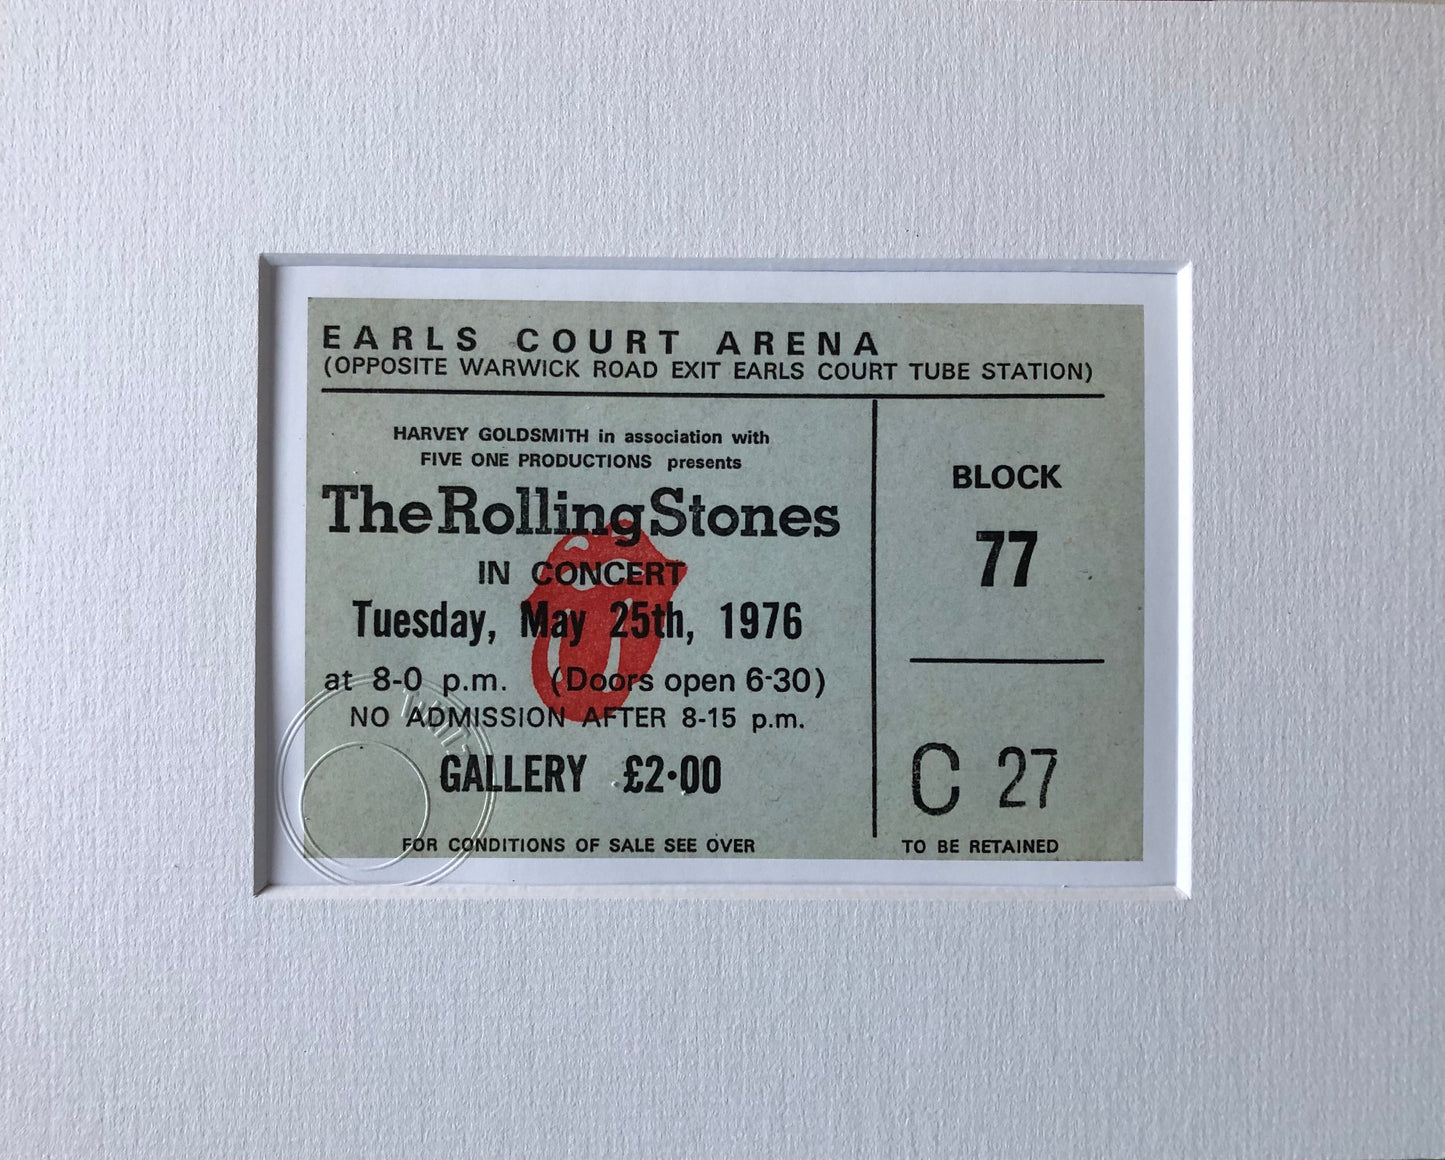 EARLS COURT ARENA
(OPPOSITE WARWICK ROAD EXIT EARLS COURT TUBE STATION)
HARVEY GOLDSMITH in association with
FIVE ONE PRODUCTIONS presents
The Rolling Stones
IN CONCERT
Tuesday, May 25th, 1976
at 8-0 p.m. (Doors open 6-30)
NO ADMISSION AFTER 8-15 p.m.
GALLERY £2·00
FOR CONDITIONS OF SALE SEE OVER
BLOCK
77
C 27
TO BE RETAINED